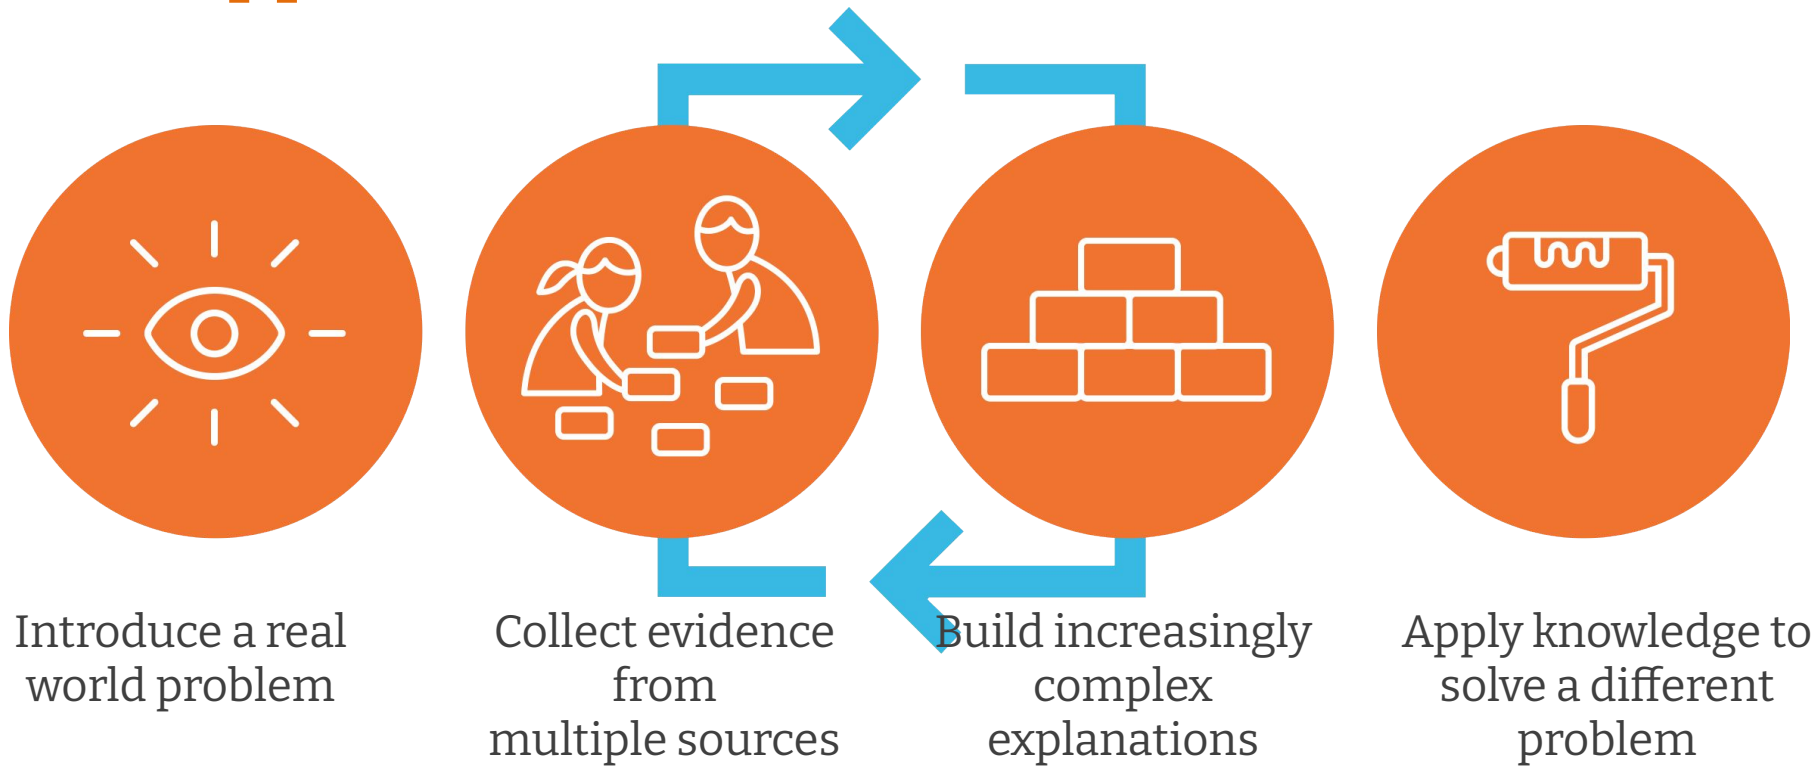 Introduce a real
world problem
Collect evidence
from
multiple sources
Build increasingly
complex
explanations
Apply knowledge to
solve a different
problem